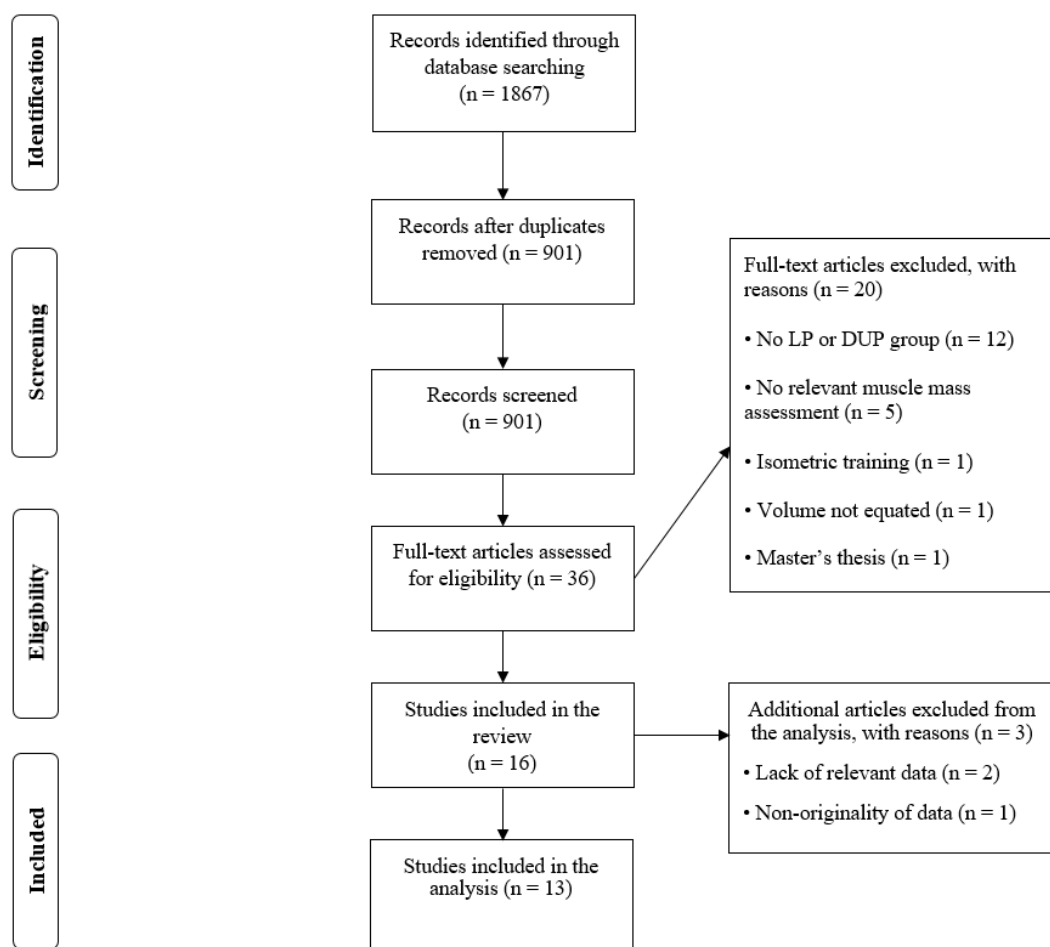 Identification
Records identified through
database searching
(n = 1867)
Records after duplicates
removed (n = 901)
Screening
Records screened
(n = 901)
Full-text articles excluded, with
reasons (n = 20)
• No LP or DUP group (n = 12)
• No relevant muscle mass
assessment (n = 5)
• Isometric training (n = 1)
• Volume not equated (n = 1)
• Master’s thesis (n = 1)
Eligibility
Full-text articles assessed
for eligibility (n = 36)
Studies included in the
review
(n = 16)
Additional articles excluded from
the analysis, with reasons (n = 3)
• Lack of relevant data (n = 2)
• Non-originality of data (n = 1)
Included
Studies included in the
analysis (n = 13)